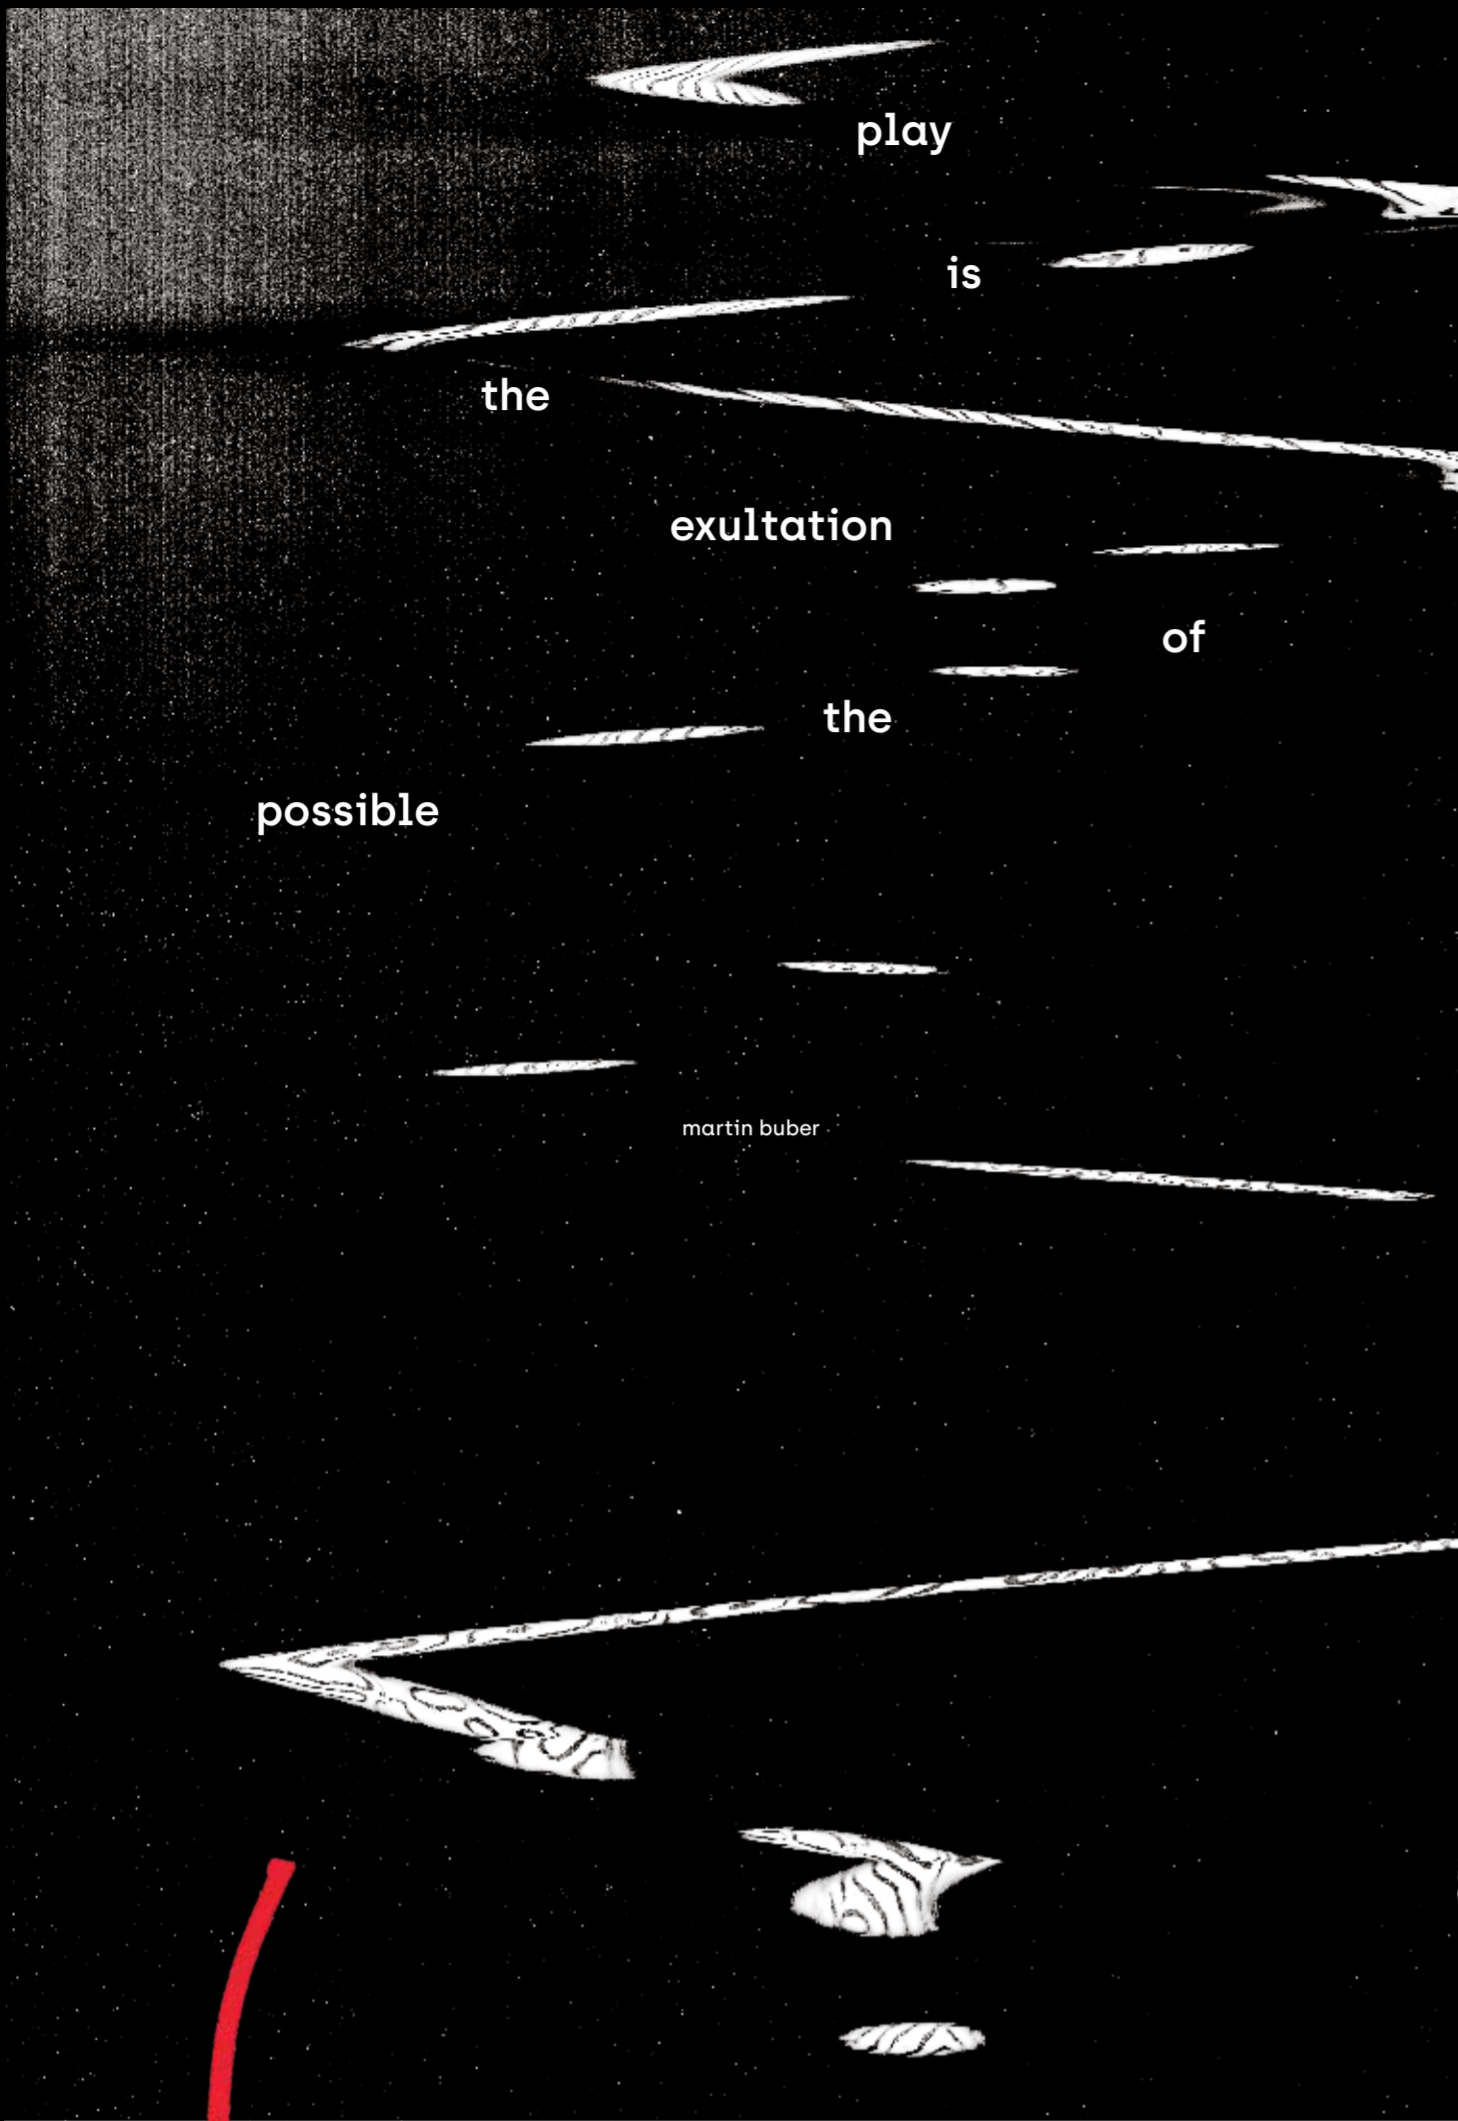 play
is
the
exultation
of
the
possible
martin buber